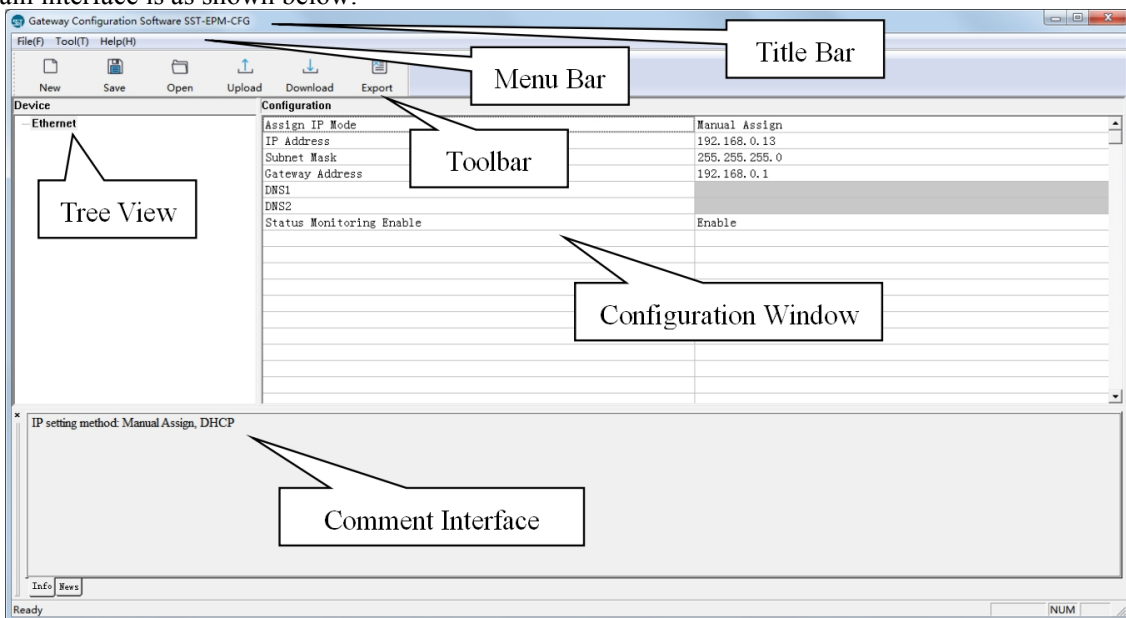 ain interface is as shown below.
Gateway Configuration Software SST-EPM-CFG
Title Bar
File(F) Tool(T) Help(H)
Menu Bar
New Save Open Upload Download Export
Toolbar
Device
Ethernet
Tree View
Configuration
Assign IP Mode Manual Assign
IP Address 192.168.0.13
Subnet Mask 255.255.255.0
Gateway Address 192.168.0.1
DNS1
DNS2
Status Monitoring Enable Enable
Configuration Window
IP setting method: Manual Assign, DHCP
Comment Interface
Info News
Ready NUM